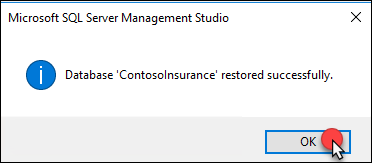 Microsoft SQL Server Management Studio
Database 'ContosoInsurance' restored successfully.
OK